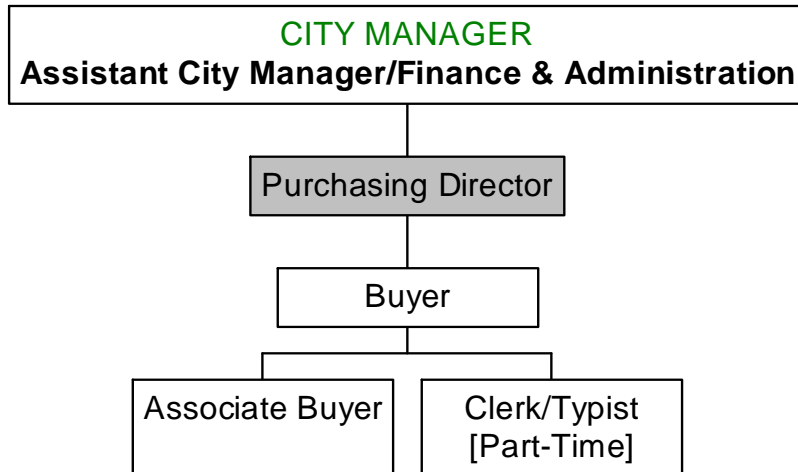 CITY MANAGER
Assistant City Manager/Finance & Administration
Purchasing Director
Buyer
Associate Buyer
Clerk/Typist
[Part-Time]